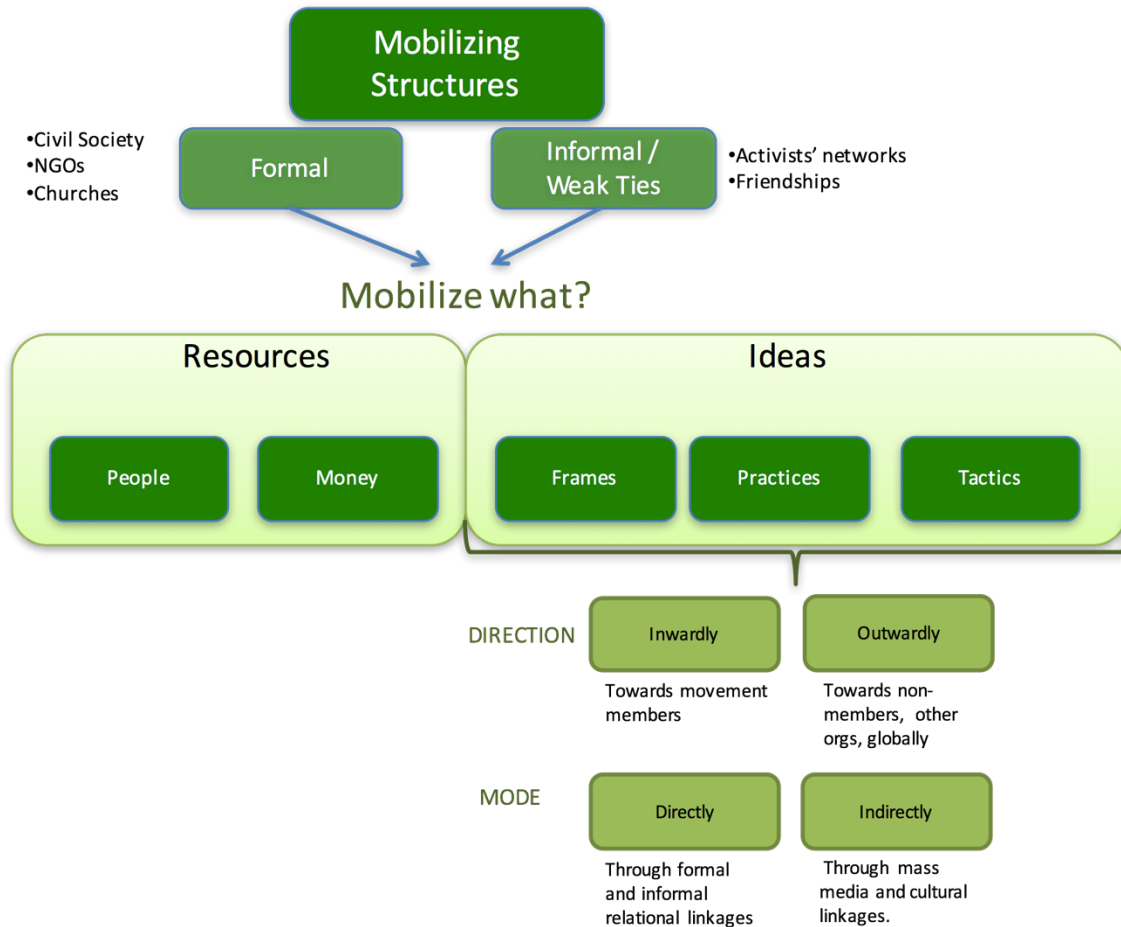 Mobilizing
Structures
•Civil Society
•NGOs
•Churches
Formal
Informal /
Weak Ties
•Activists’ networks
•Friendships
Mobilize what?
Resources
Ideas
People
Money
Frames
Practices
Tactics
DIRECTION
Inwardly
Outwardly
Towards movement
members
Towards non-
members, other
orgs, globally
MODE
Directly
Indirectly
Through formal
and informal
relational linkages
Through mass
media and cultural
linkages.